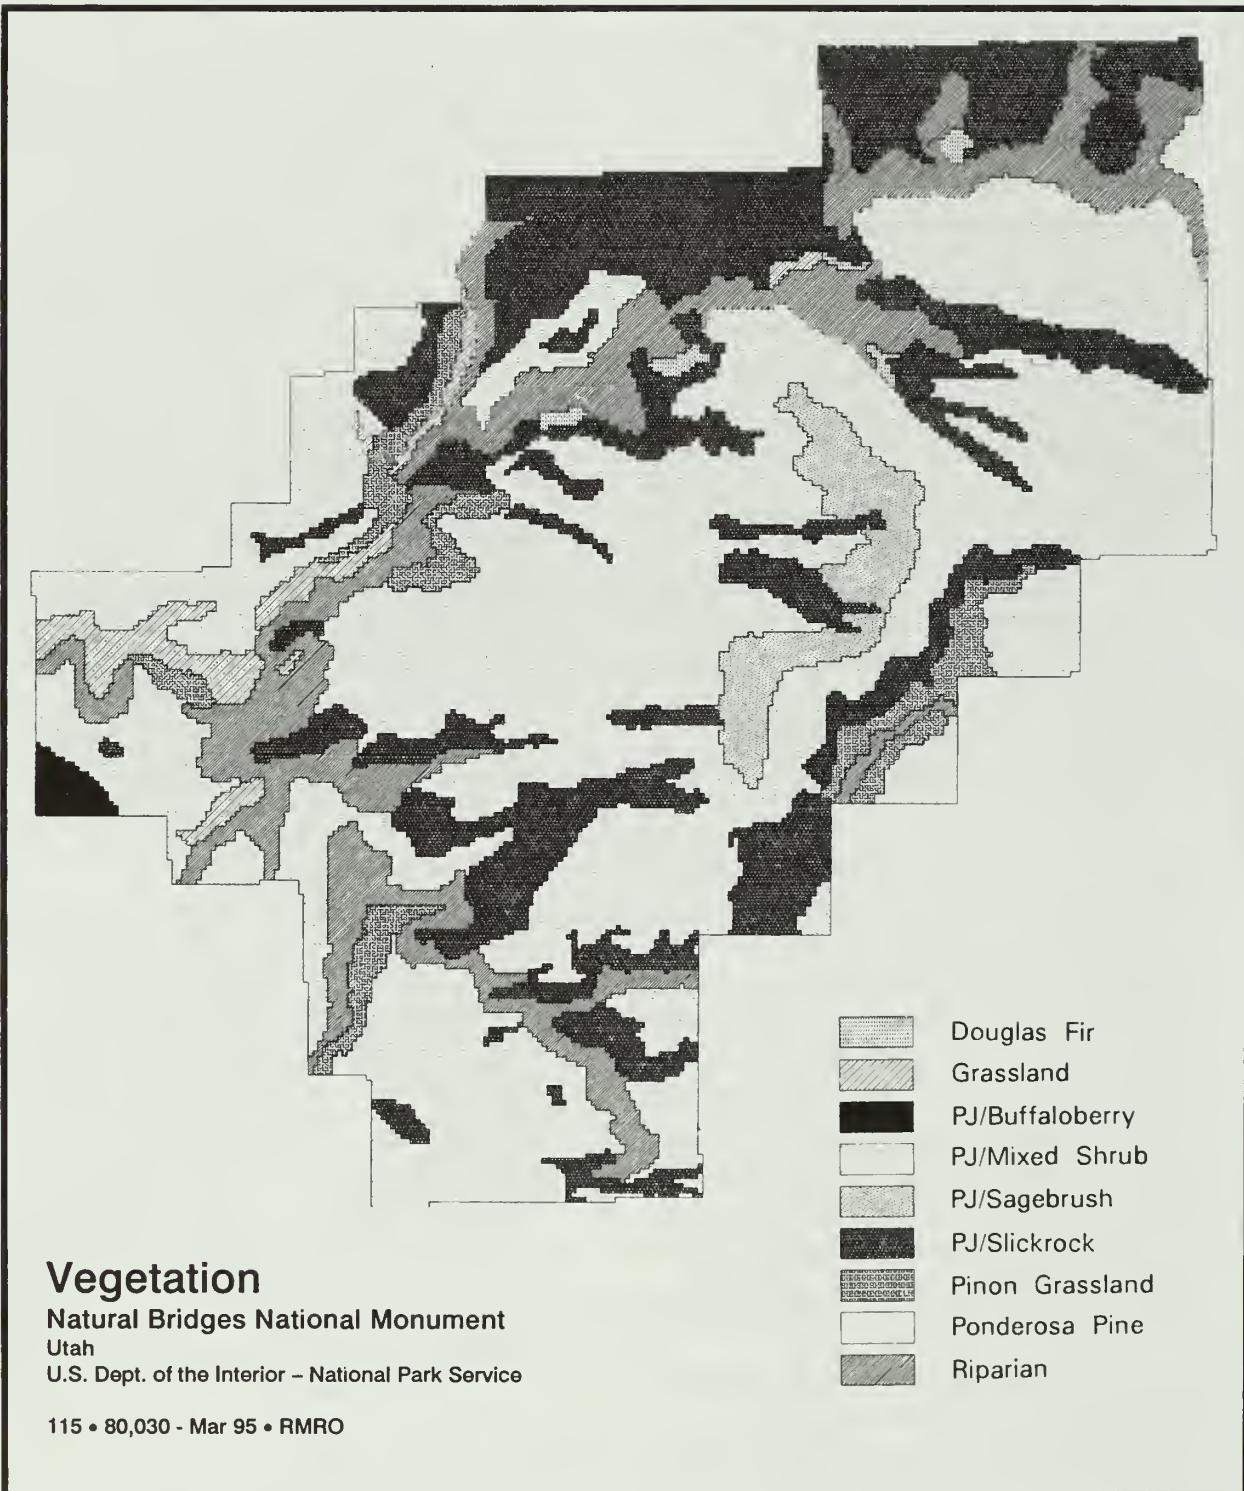 Douglas Fir
Grassland
PJ/Buffaloberry
PJ/Mixed Shrub
PJ/Sagebrush
PJ/Slickrock
Pinon Grassland
Ponderosa Pine
Riparian
Vegetation
Natural Bridges National Monument
Utah
U.S. Dept. of the Interior – National Park Service
115 • 80,030 - Mar 95 • RMRO